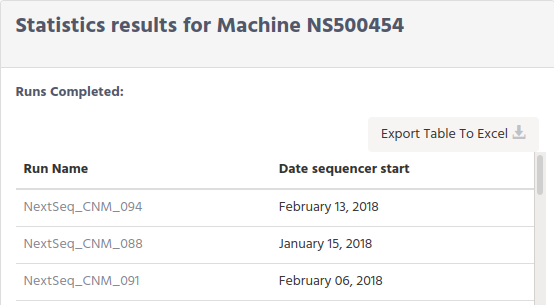 Statistics results for Machine NS500454
Runs Completed:
Export Table To Excel
Run Name Date sequencer start
NextSeq_CNM_094 February 13, 2018
NextSeq_CNM_088 January 15, 2018
NextSeq_CNM_091 February 06, 2018